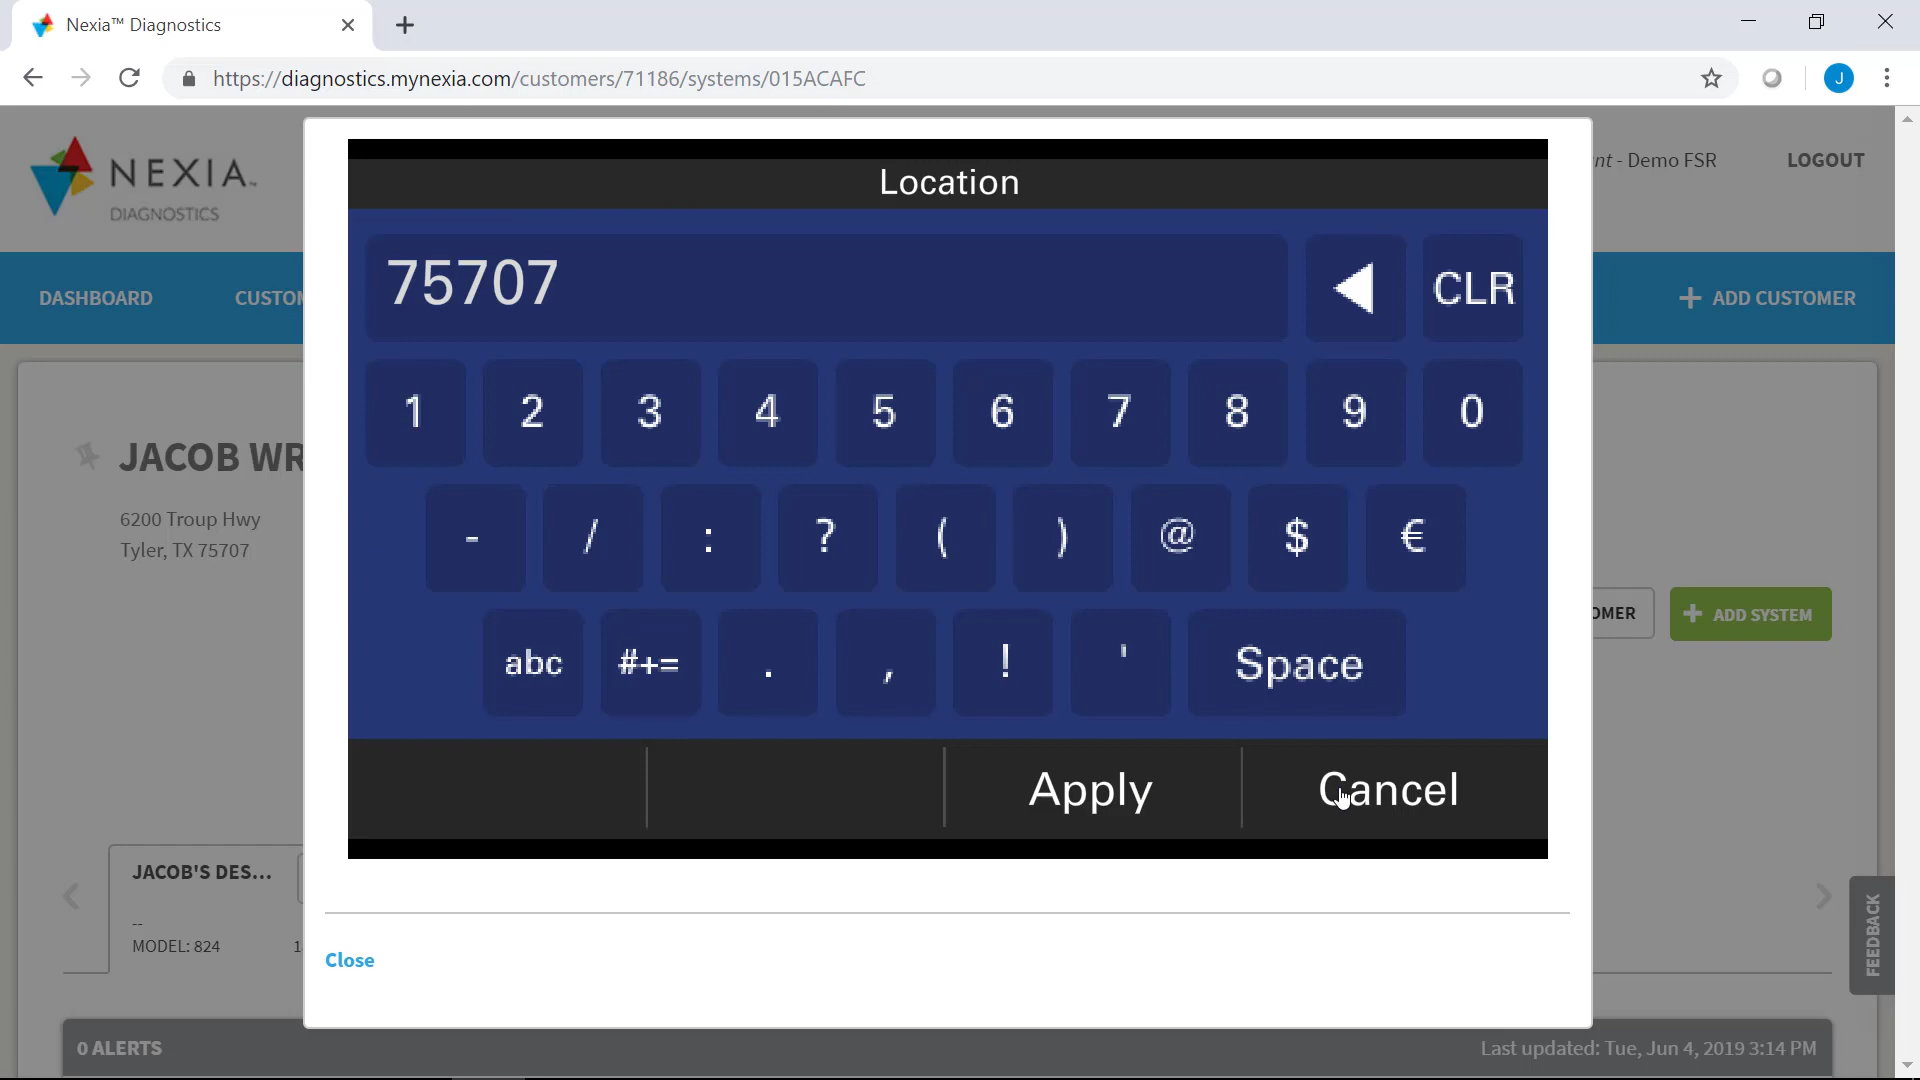 Nexia™ Diagnostics
https://diagnostics.mynexia.com/customers/71186/systems/015ACAFC
J
NEXIA™
DIAGNOSTICS
nt - Demo FSR
LOGOUT
DASHBOARD
CUSTOM
+ ADD CUSTOMER
Location
75707
CLR
1 2 3 4 5 6 7 8 9 0
- / : ? ( ) @ $ €
abc #+= . , ! ' Space
Apply
Cancel
JACOB WR
6200 Troup Hwy
Tyler, TX 75707
OMER
+ ADD SYSTEM
JACOB'S DES...
--
MODEL: 824
1
FEEDBACK
Close
0 ALERTS
Last updated: Tue, Jun 4, 2019 3:14 PM